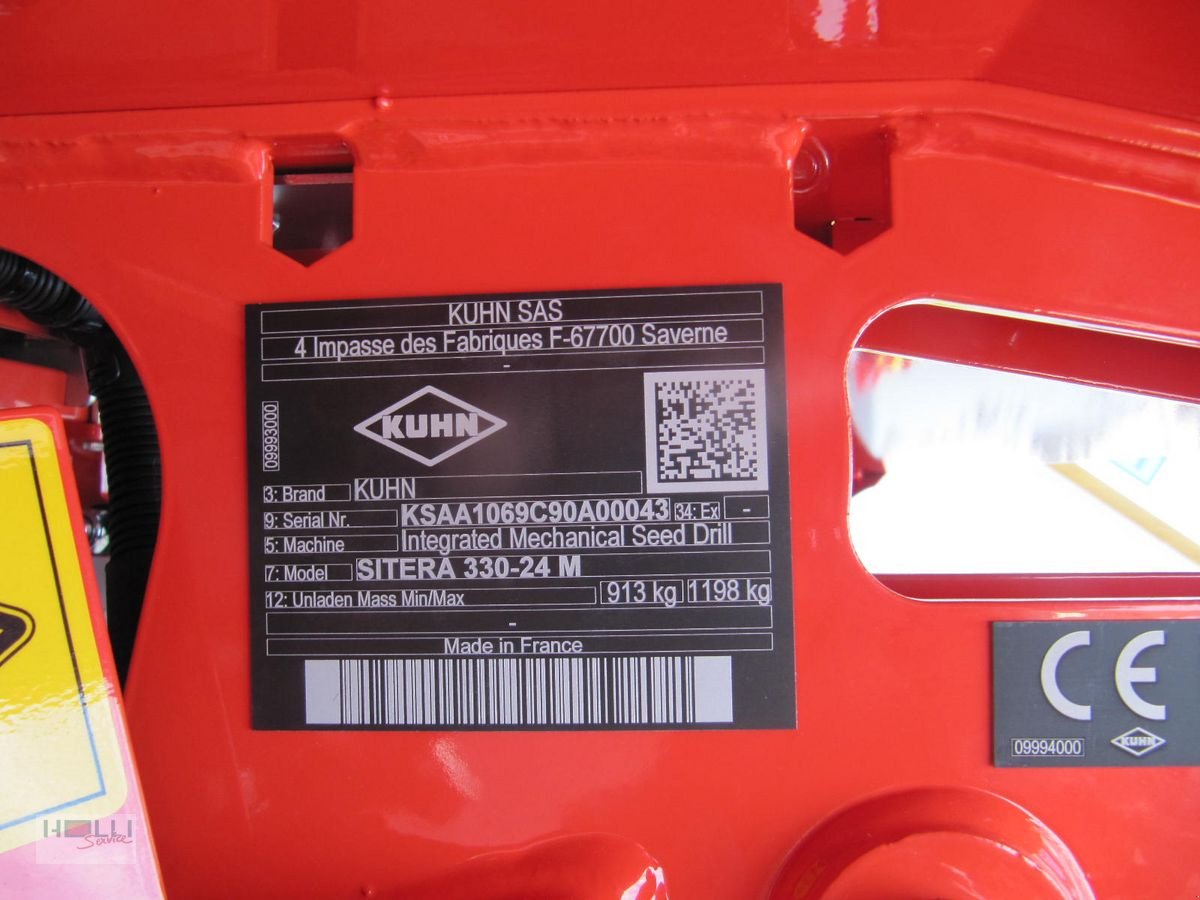 KUHN SAS
4 Impasse des Fabriques F-67700 Saverne
-
09993000
KUHN
3: Brand KUHN
9: Serial Nr. KSAA1069C90A00043 34: Ex -
5: Machine Integrated Mechanical Seed Drill
7: Model SITERA 330-24 M
12: Unladen Mass Min/Max 913 kg 1198 kg
-
Made in France
CE
09994000 KUHN
HOLLI
Service